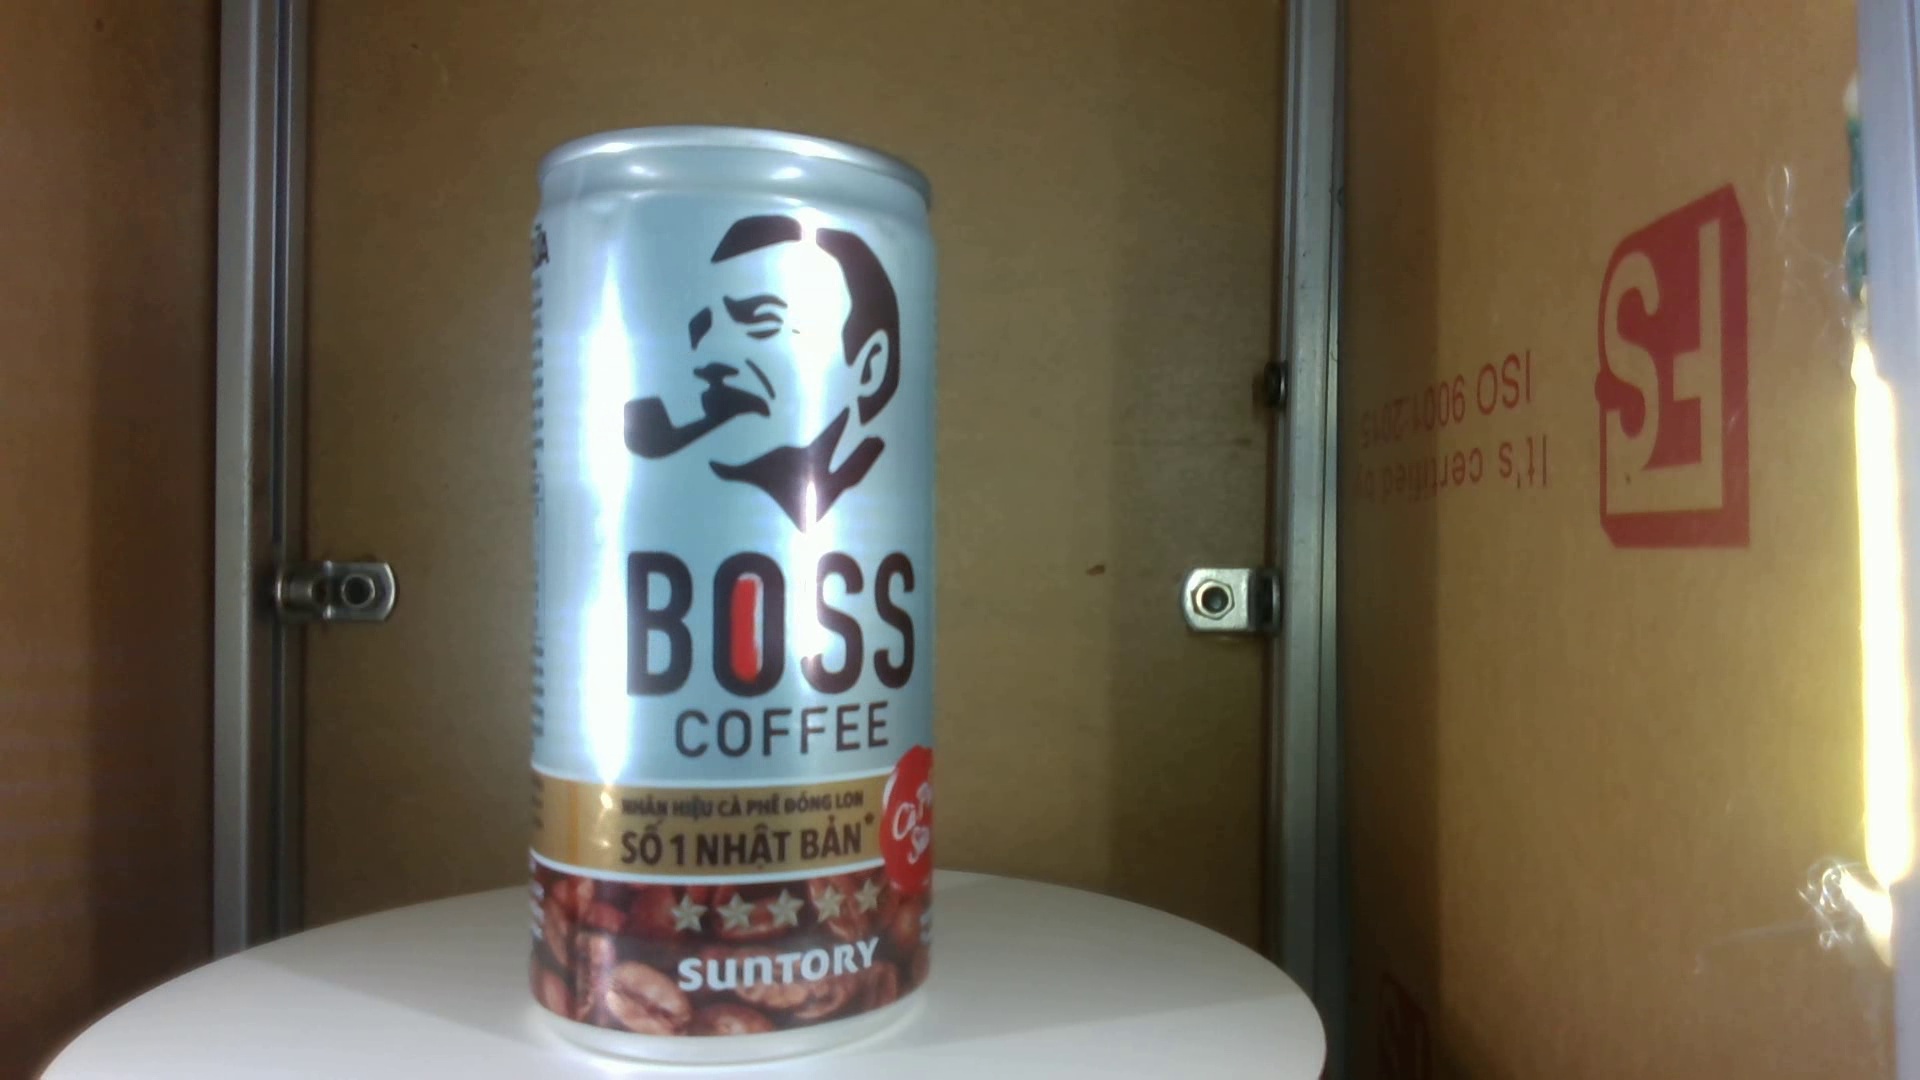 BOSS
COFFEE
NHÃN HIỆU CÀ PHÊ ĐÓNG LON
SỐ 1 NHẬT BẢN*
SUNTORY
It's certified by
ISO 9001:2015
FS